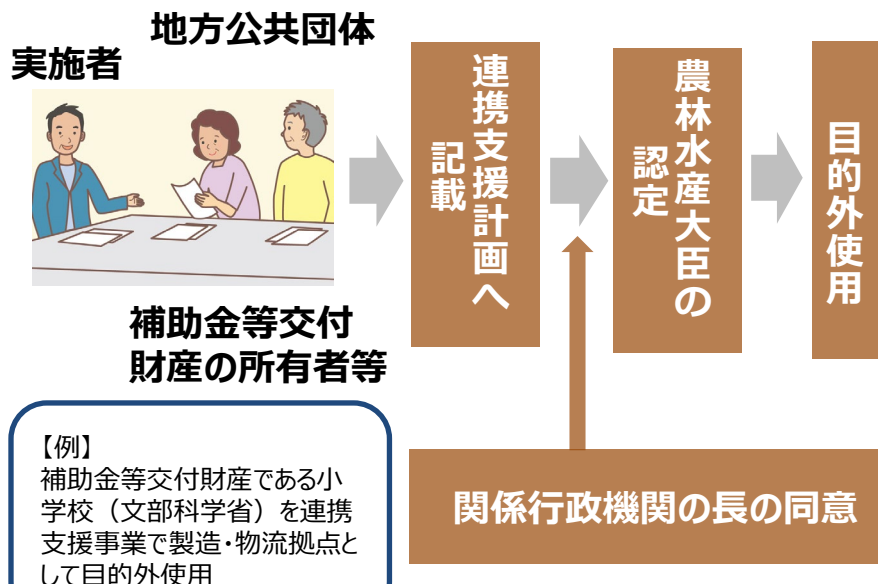 地方公共団体
実施者
補助金等交付
財産の所有者等
連携支援計画へ
記載
農林水産大臣の
認定
目的外使用
関係行政機関の長の同意
【例】
補助金等交付財産である小
学校（文部科学省）を連携
支援事業で製造・物流拠点と
して目的外使用